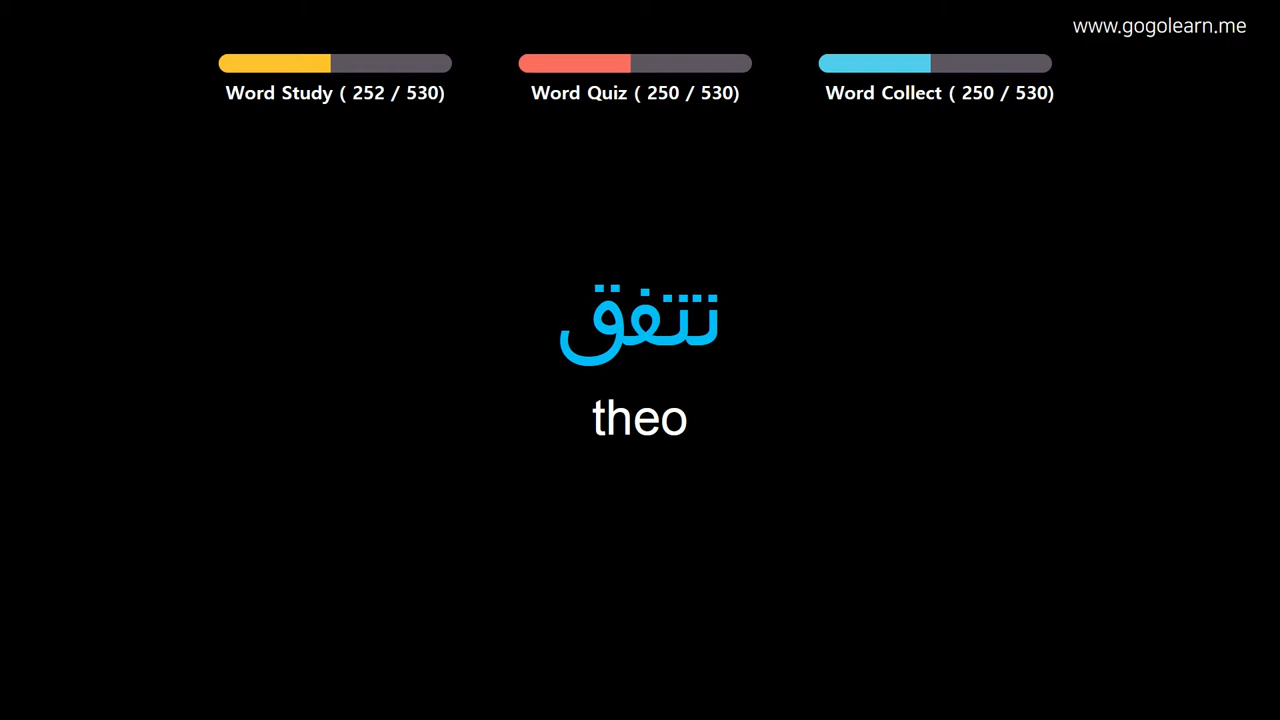 www.gogolearn.me
Word Study ( 252 / 530)
Word Quiz ( 250 / 530)
Word Collect ( 250 / 530)
تتفق
theo